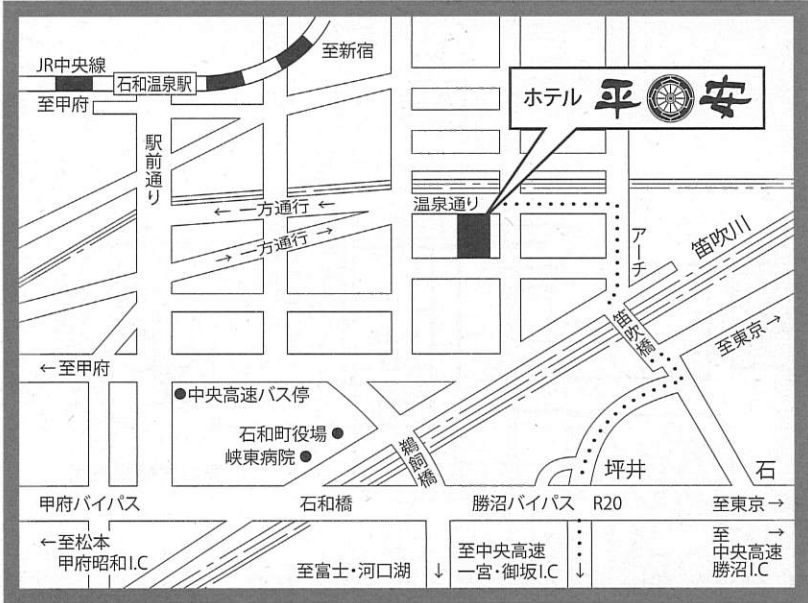 JR中央線
石和温泉駅
至新宿
至甲府
駅前通り
ホテル 平安
← 一方通行 ←
→ 一方通行 →
温泉通り
アーチ
笛吹川
笛吹橋
至東京→
←至甲府
●中央高速バス停
石和町役場●
峡東病院●
鵜飼橋
坪井
石
甲府バイパス
石和橋
勝沼バイパス R20
至東京→
←至松本
甲府昭和I.C
至富士・河口湖 ↓
至中央高速
一宮・御坂I.C ↓
至 →
中央高速
勝沼I.C